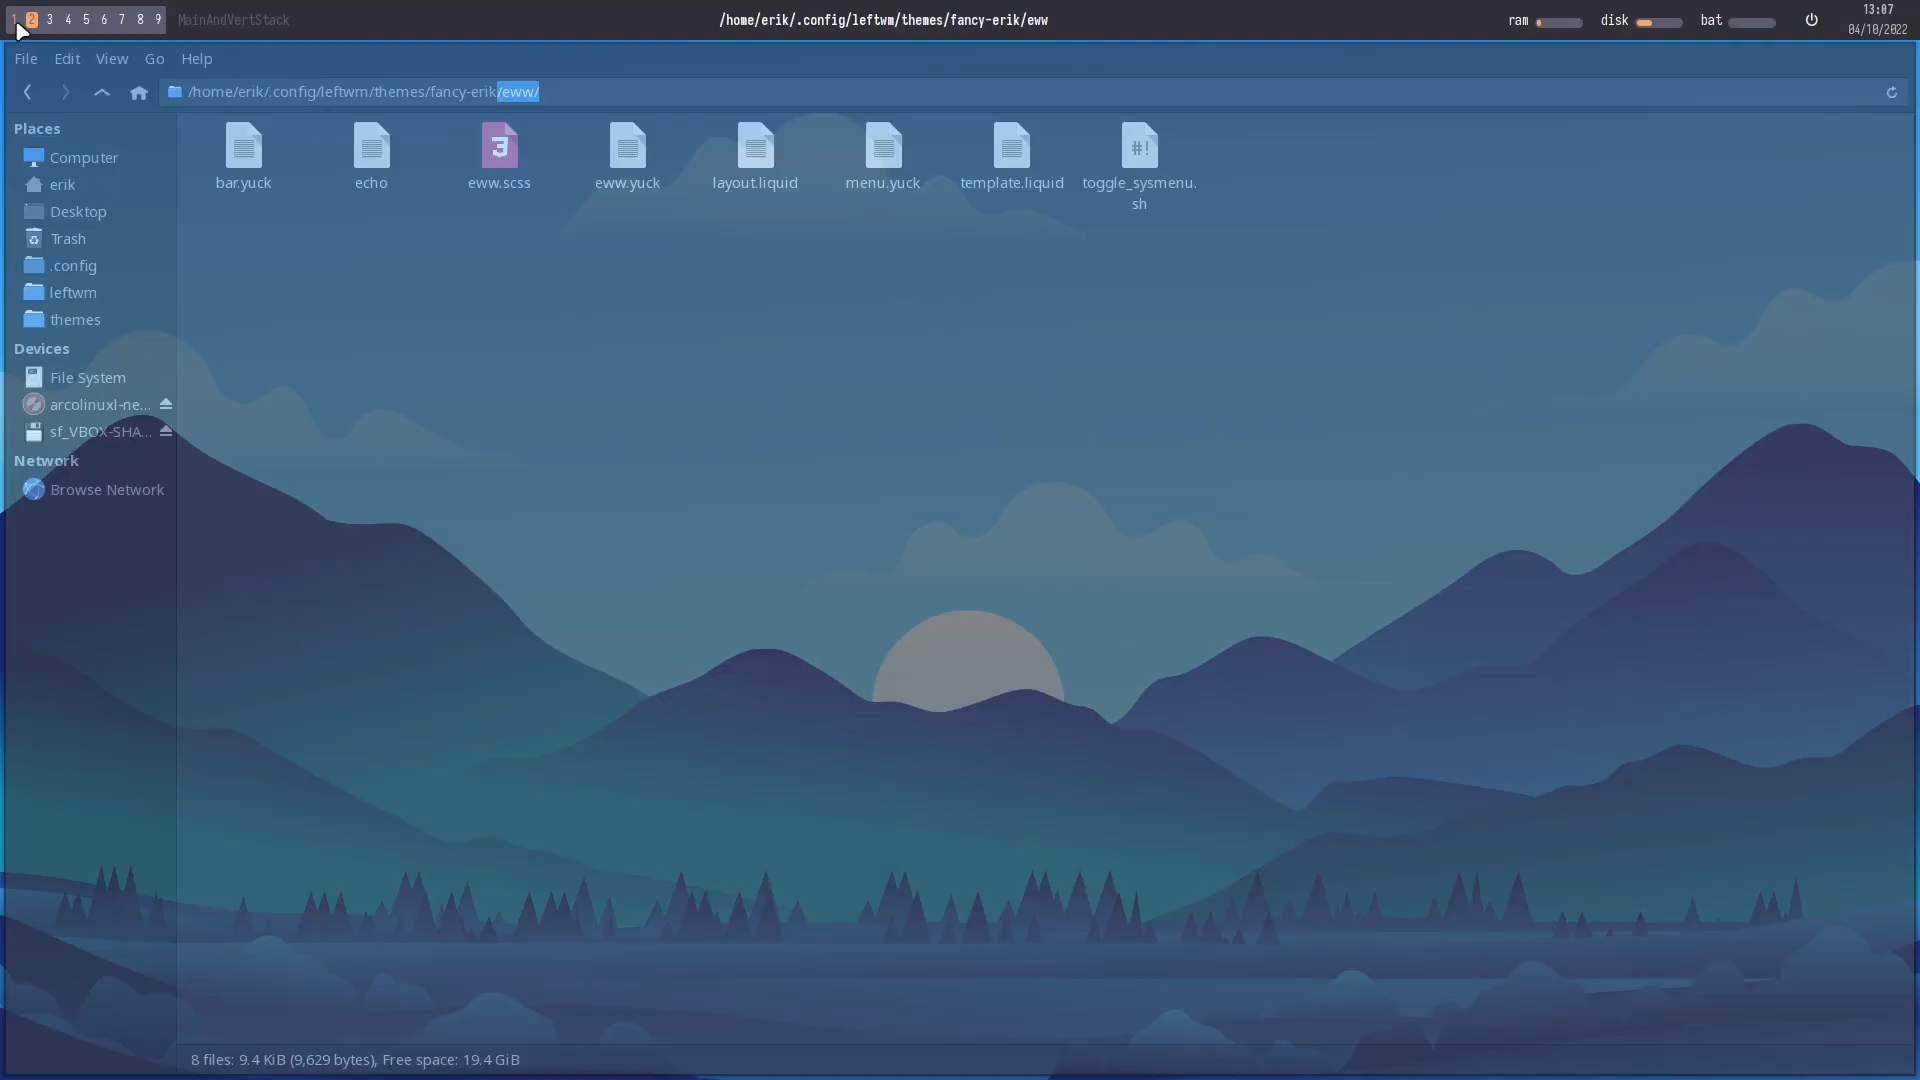 1 2 3 4 5 6 7 8 9 MainAndVertStack /home/erik/.config/leftwm/themes/fancy-erik/eww ram disk bat 13:07
04/10/2022
File Edit View Go Help
/home/erik/.config/leftwm/themes/fancy-erik/eww/
Places
Computer
erik
Desktop
Trash
.config
leftwm
themes
Devices
File System
arcolinuxl-ne...
sf_VBOX-SHA...
Network
Browse Network
bar.yuck
echo
3
eww.scss
eww.yuck
layout.liquid
menu.yuck
template.liquid
#!
toggle_sysmenu.
sh
8 files: 9.4 KiB (9,629 bytes), Free space: 19.4 GiB